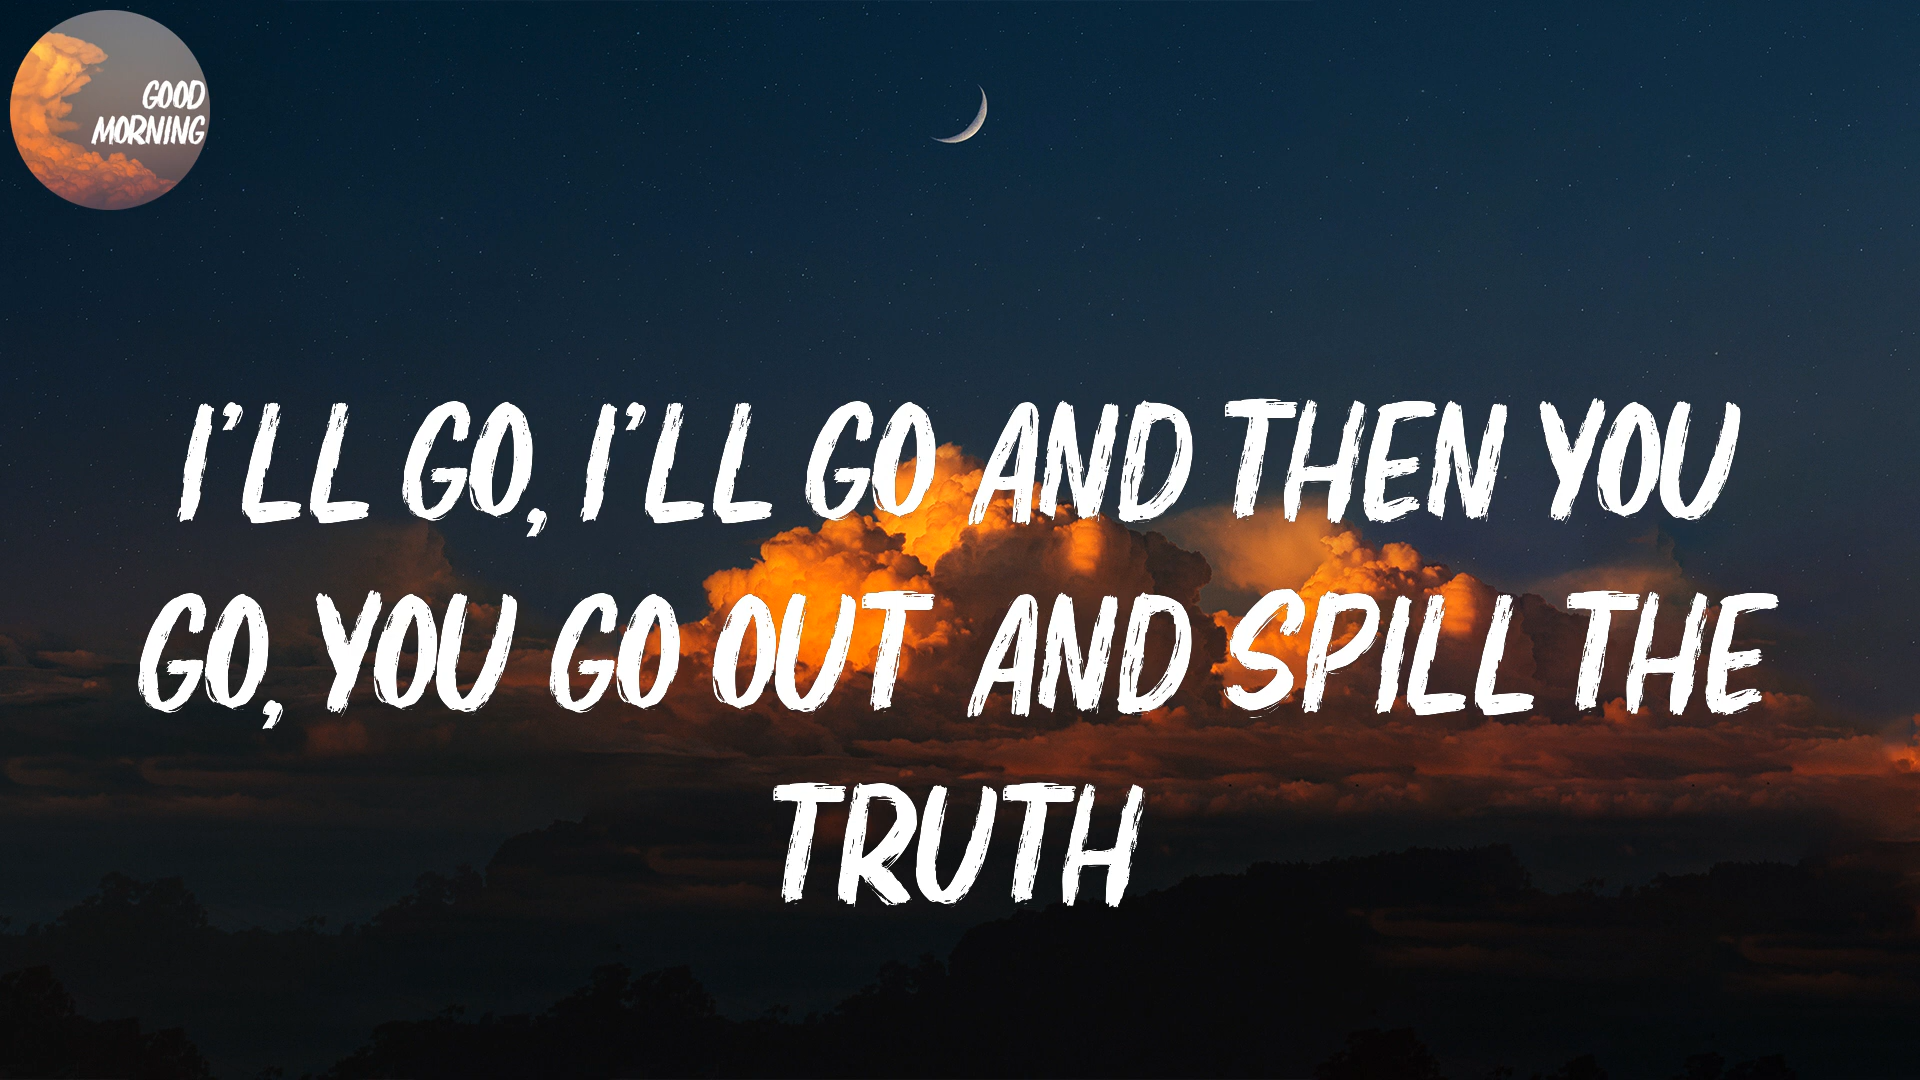 GOOD
MORNING
I'LL GO, I'LL GO AND THEN YOU
GO, YOU GO OUT AND SPILL THE
TRUTH